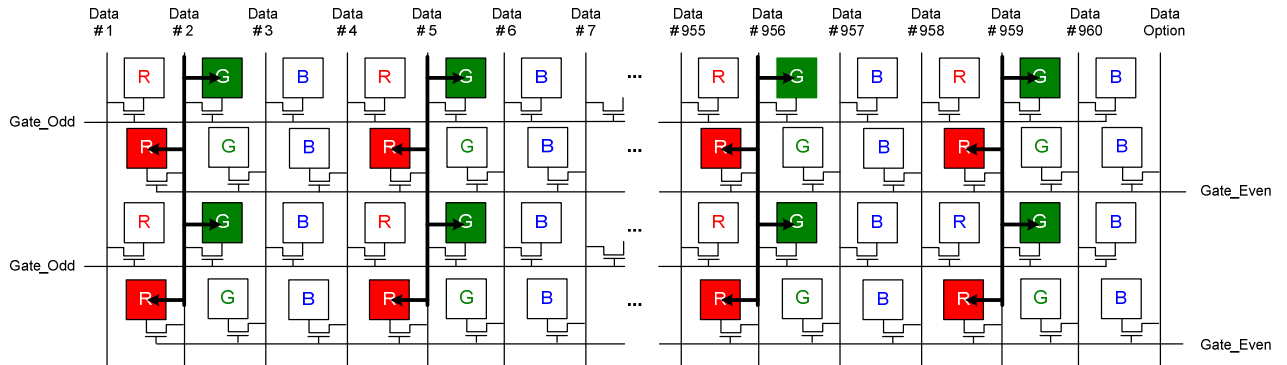 Data #1 Data #2 Data #3 Data #4 Data #5 Data #6 Data #7 Data #955 Data #956 Data #957 Data #958 Data #959 Data #960 Data Option
R G B R G B ... R G B R G B
Gate_Odd
R G B R G B ... R G B R G B
Gate_Even
R G B R G B ... R G B R G B
Gate_Odd
R G B R G B ... R G B R G B
Gate_Even